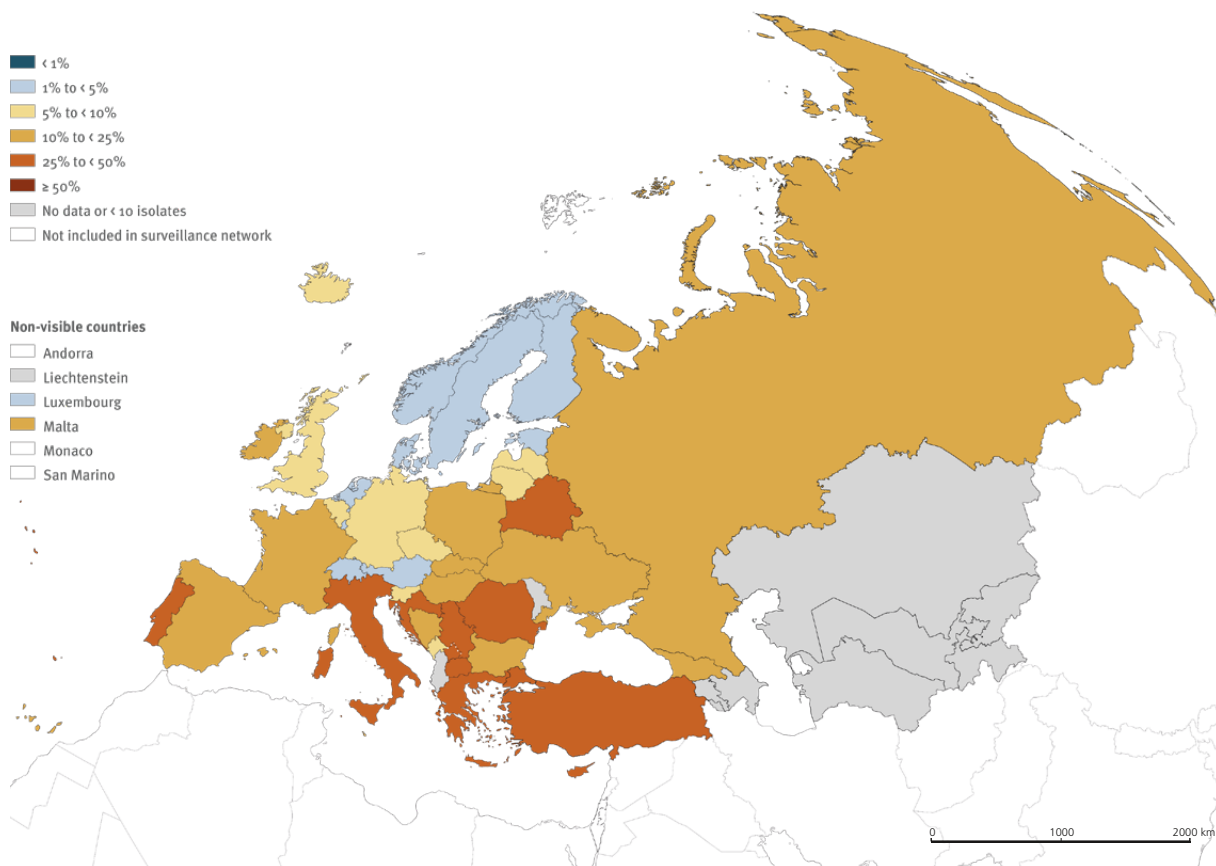 < 1%
1% to < 5%
5% to < 10%
10% to < 25%
25% to < 50%
≥ 50%
No data or < 10 isolates
Not included in surveillance network
Non-visible countries
Andorra
Liechtenstein
Luxembourg
Malta
Monaco
San Marino
0 1000 2000 km